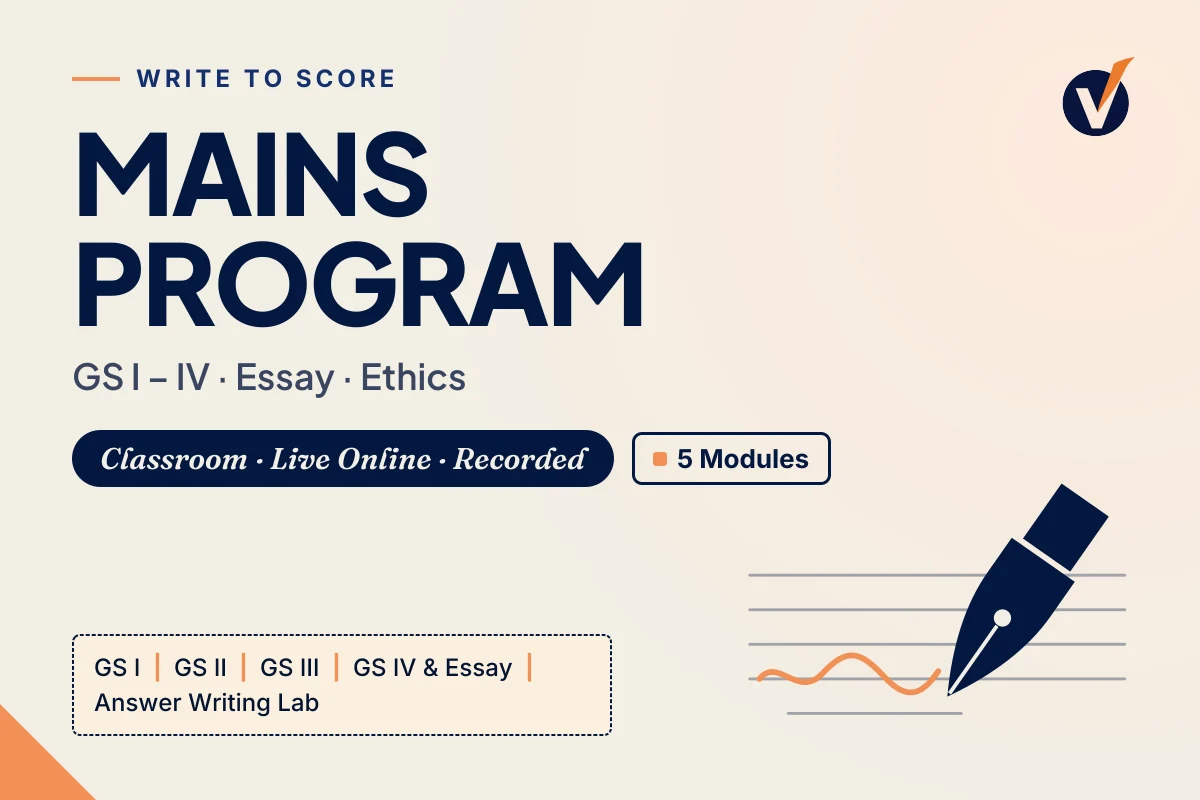 WRITE TO SCORE
MAINS
PROGRAM
GS I – IV · Essay · Ethics
Classroom · Live Online · Recorded
5 Modules
GS I | GS II | GS III | GS IV & Essay |
Answer Writing Lab